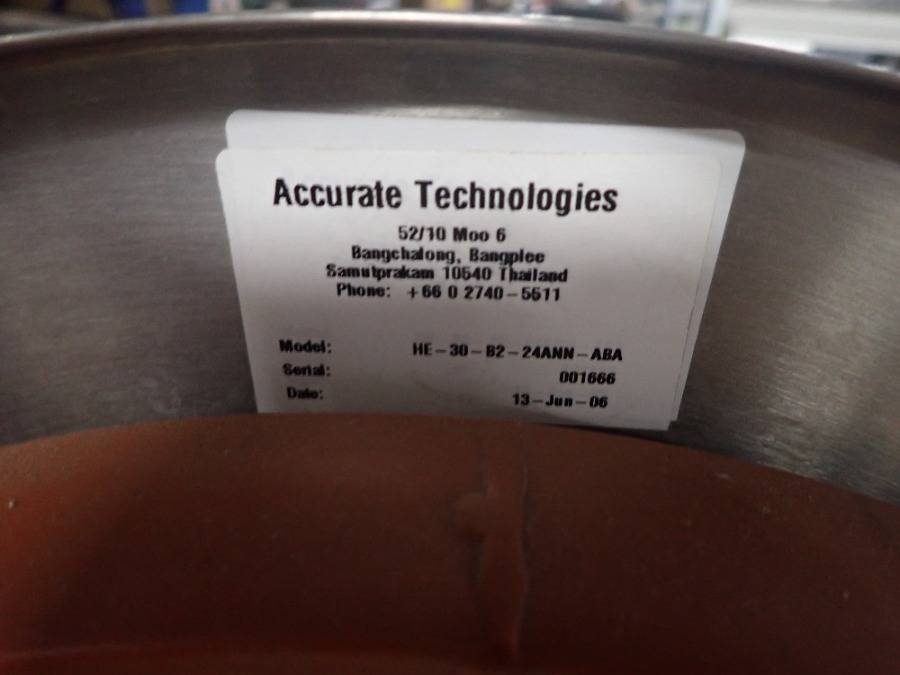 Accurate Technologies
52/10 Moo 6
Bangchalong, Bangplee
Samutprakarn 10540 Thailand
Phone: +66 0 2740-5511
Model: HE-30-B2-24ANN-ABA
Serial: 001666
Date: 13-Jun-06